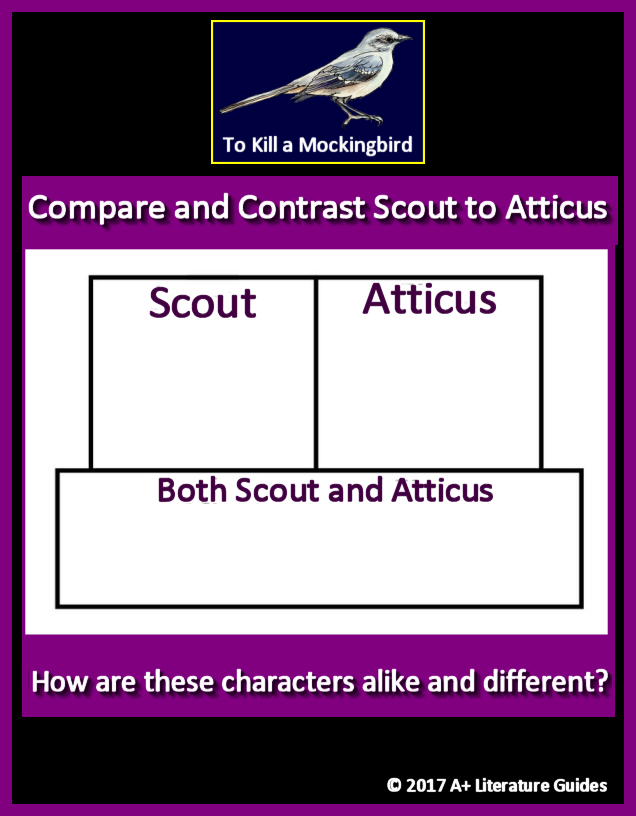 To Kill a Mockingbird
Compare and Contrast Scout to Atticus
Scout
Atticus
Both Scout and Atticus
How are these characters alike and different?
© 2017 A+ Literature Guides